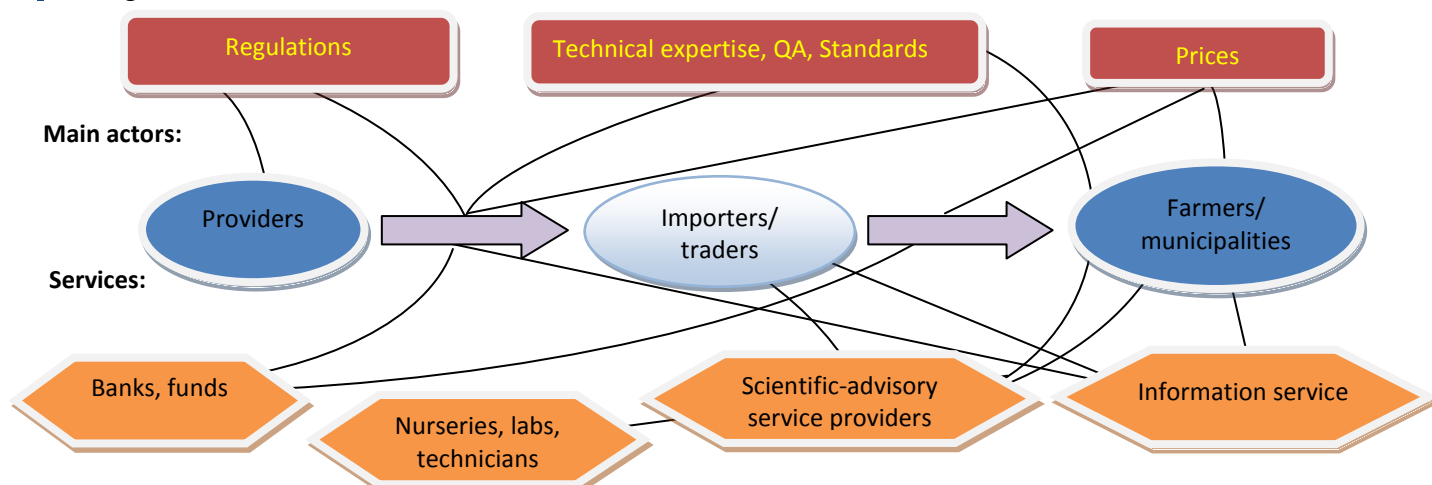 Regulations
Technical expertise, QA, Standards
Prices
Main actors:
Providers
Importers/
traders
Farmers/
municipalities
Services:
Banks, funds
Nurseries, labs,
technicians
Scientific-advisory
service providers
Information service